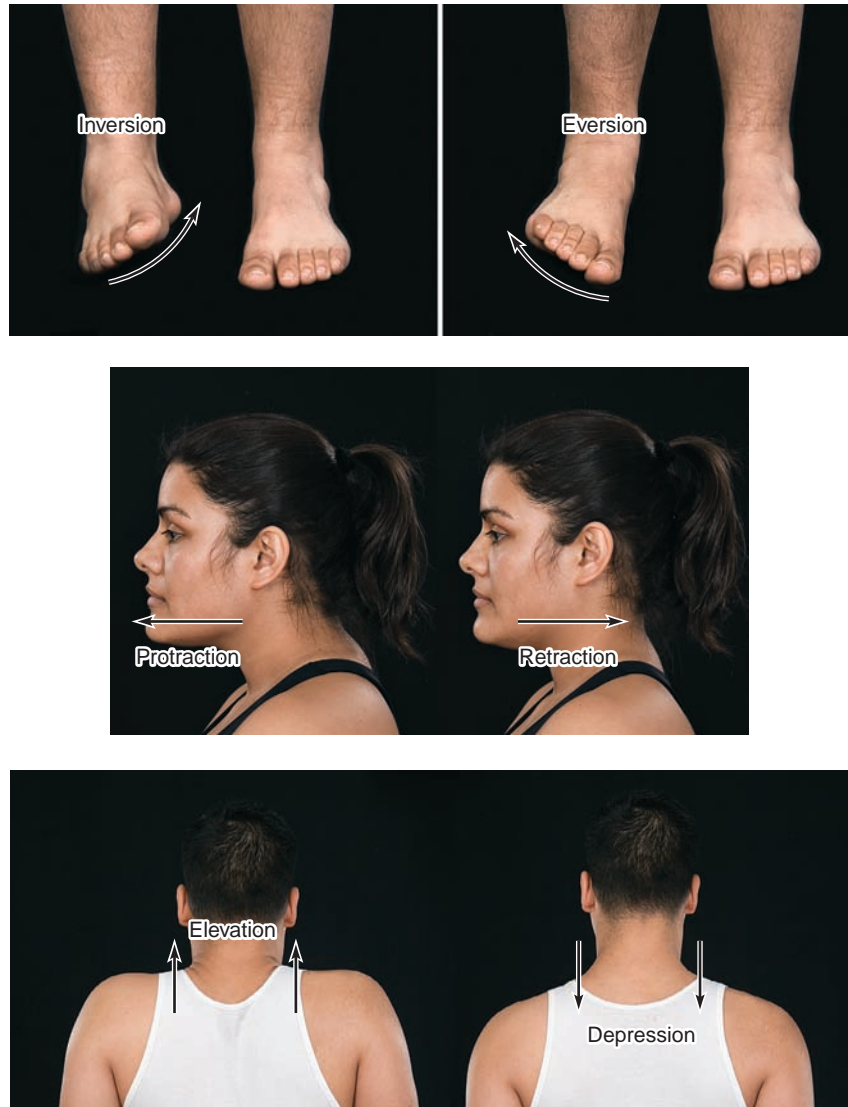 Inversion
Eversion
Protraction
Retraction
Elevation
Depression